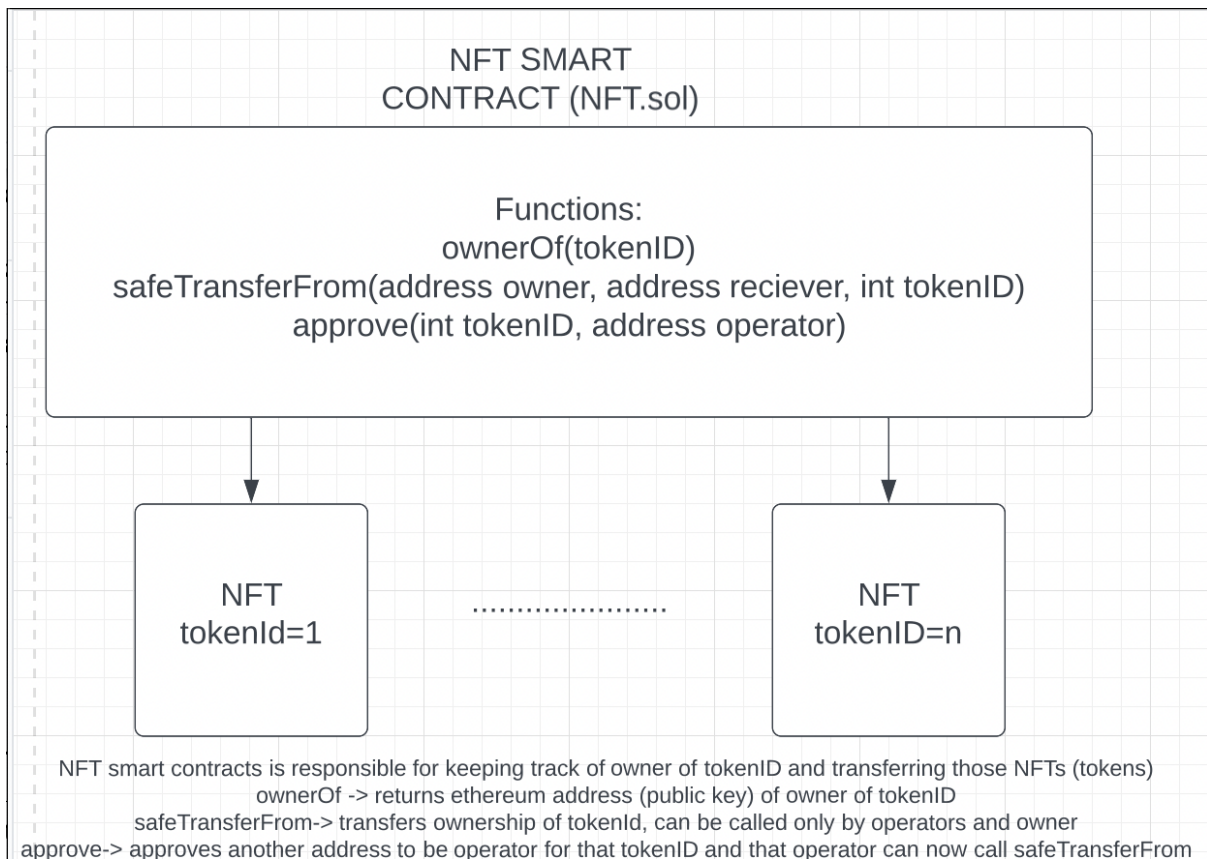 NFT SMART
CONTRACT (NFT.sol)
Functions:
ownerOf(tokenID)
safeTransferFrom(address owner, address reciever, int tokenID)
approve(int tokenID, address operator)
NFT
tokenId=1
......................
NFT
tokenID=n
NFT smart contracts is responsible for keeping track of owner of tokenID and transferring those NFTs (tokens)
ownerOf -> returns ethereum address (public key) of owner of tokenID
safeTransferFrom-> transfers ownership of tokenId, can be called only by operators and owner
approve-> approves another address to be operator for that tokenID and that operator can now call safeTransferFrom